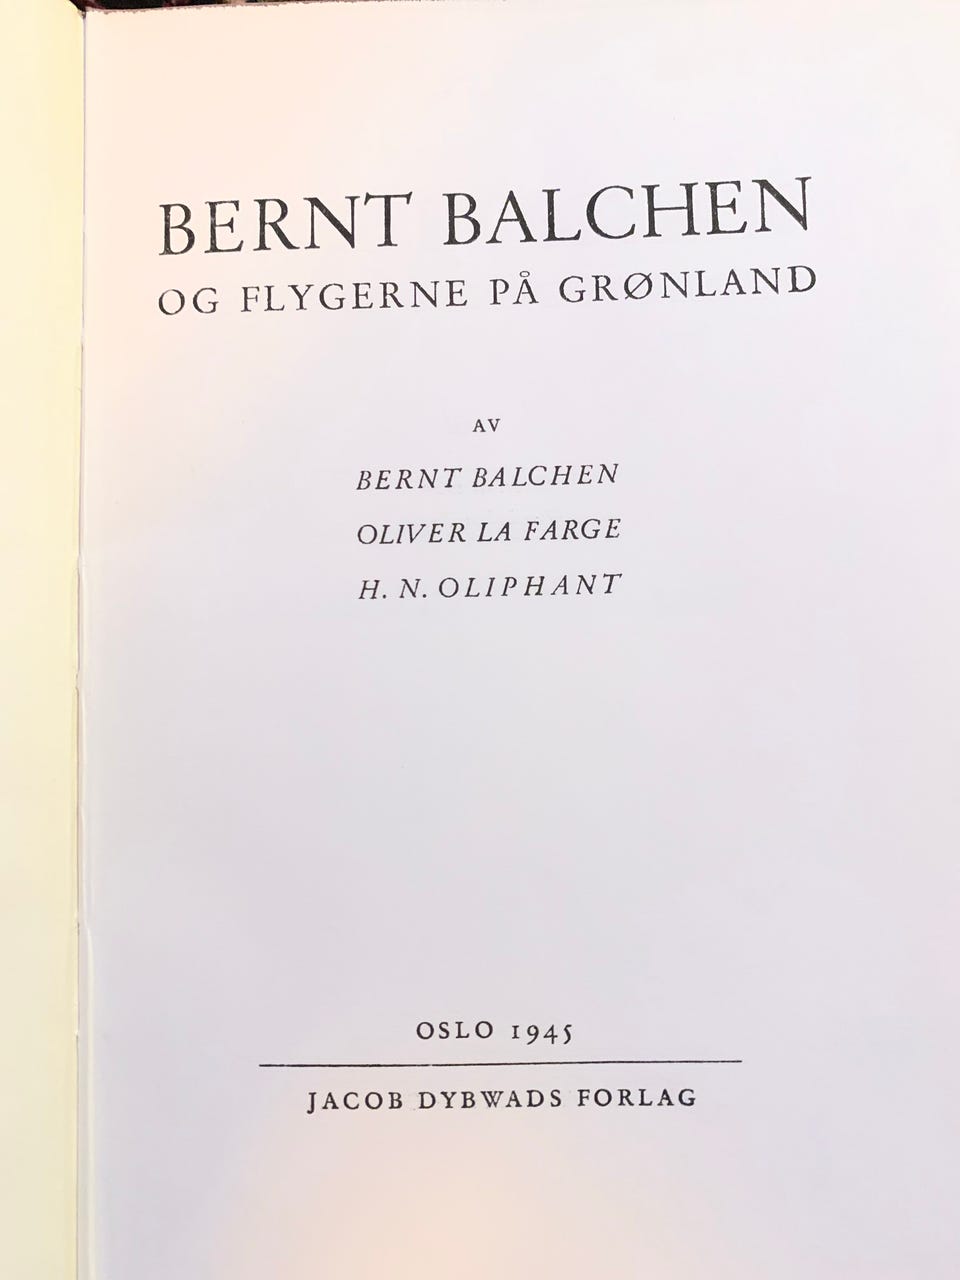 BERNT BALCHEN
OG FLYGERNE PÅ GRØNLAND
AV
BERNT BALCHEN
OLIVER LA FARGE
H. N. OLIPHANT
OSLO 1945
JACOB DYBWADS FORLAG